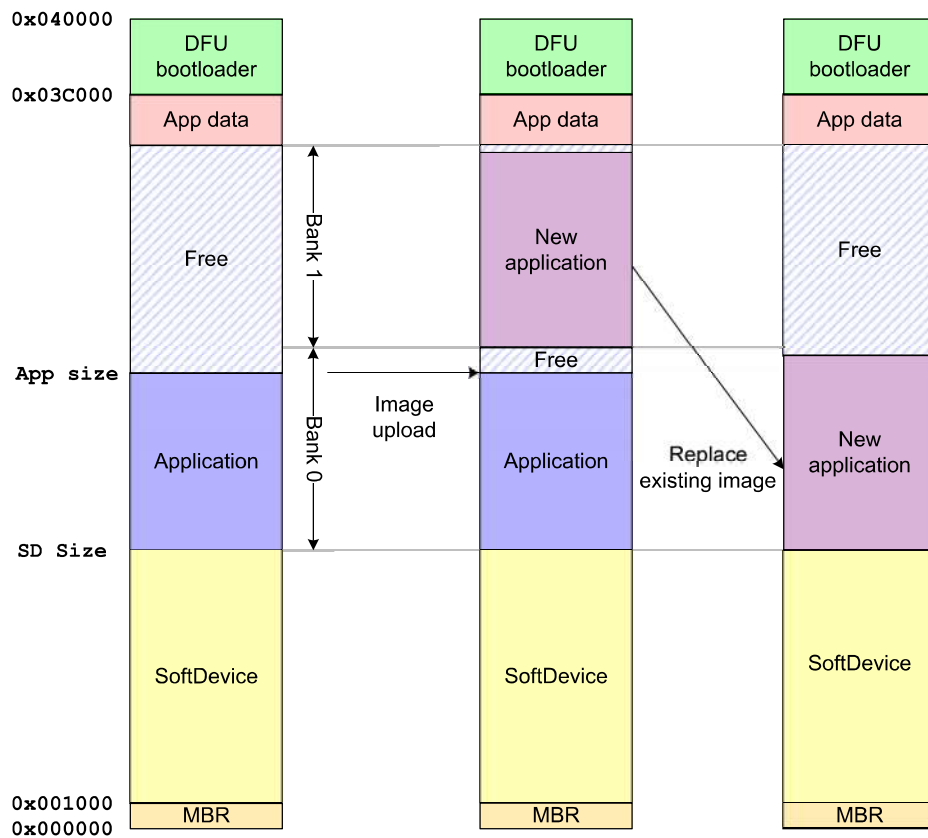 0x040000
DFU
bootloader
DFU
bootloader
DFU
bootloader
0x03C000
App data
App data
App data
Bank 1
New
application
Free
Free
Free
App size
Image
upload
Bank 0
Application
Application
New
application
Replace
existing image
SD Size
SoftDevice
SoftDevice
SoftDevice
0x001000
MBR
MBR
MBR
0x000000